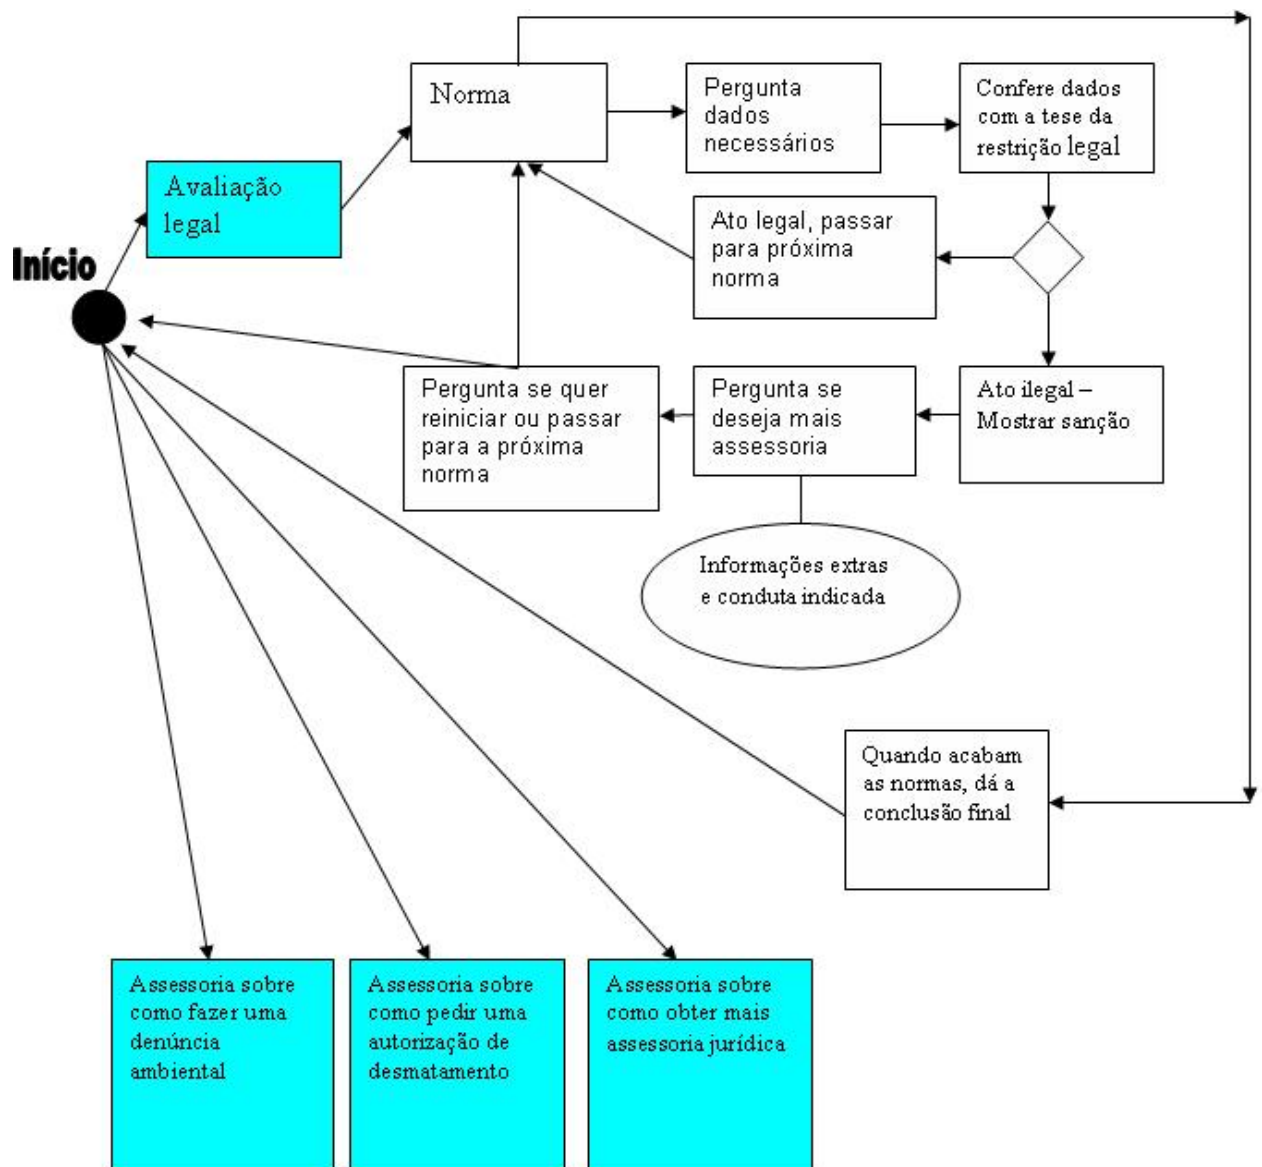 Norma
Pergunta
dados
necessários
Confere dados
com a tese da
restrição legal
Avaliação
legal
Ato legal, passar
para próxima
norma
Início
Pergunta se quer
reiniciar ou passar
para a próxima
norma
Pergunta se
deseja mais
assessoria
Ato ilegal –
Mostrar sanção
Informações extras
e conduta indicada
Quando acabam
as normas, dá a
conclusão final
Assessoria sobre
como fazer uma
denúncia
ambiental
Assessoria sobre
como pedir uma
autorização de
desmatamento
Assessoria sobre
como obter mais
assessoria jurídica